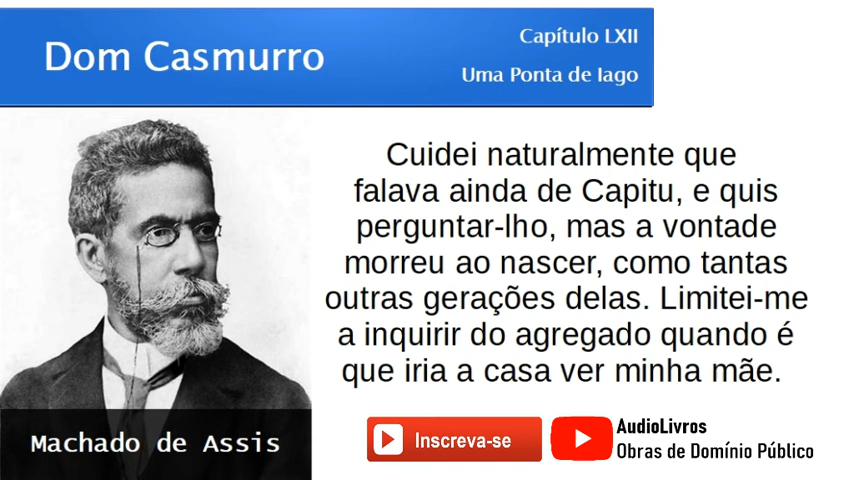 Dom Casmurro
Capítulo LXII
Uma Ponta de Iago
Cuidei naturalmente que
falava ainda de Capitu, e quis
perguntar-lho, mas a vontade
morreu ao nascer, como tantas
outras gerações delas. Limitei-me
a inquirir do agregado quando é
que iria a casa ver minha mãe.
Machado de Assis
Inscreva-se
AudioLivros
Obras de Domínio Público